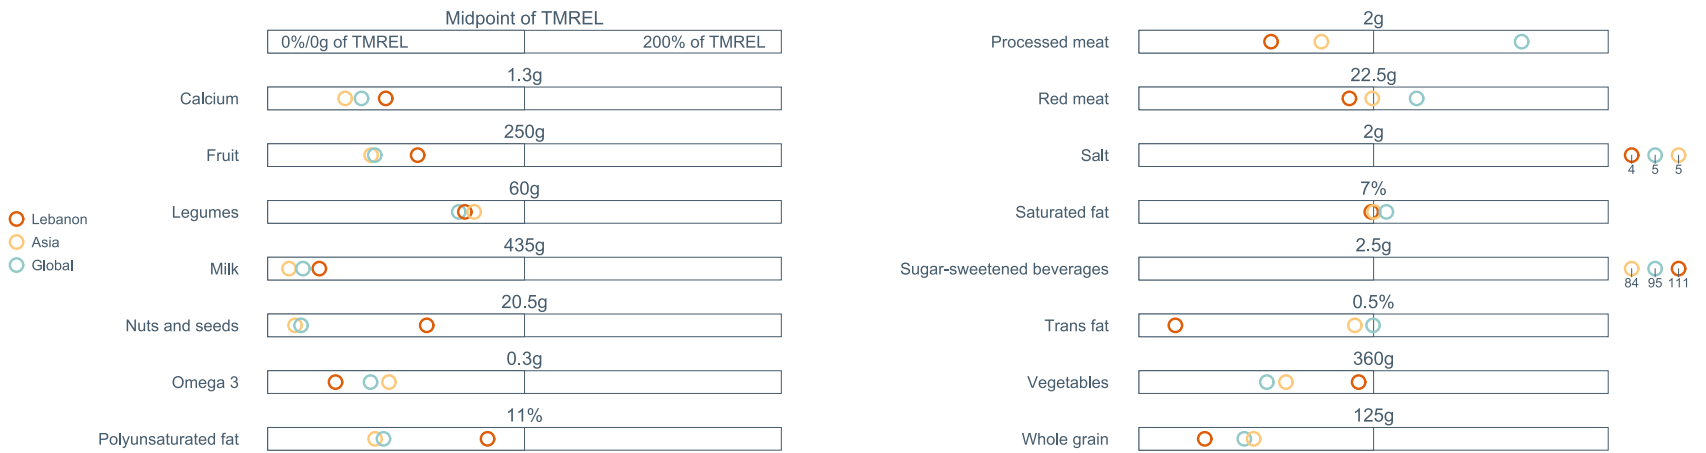 Midpoint of TMREL
0%/0g of TMREL 200% of TMREL
1.3g
Calcium
250g
Fruit
60g
Legumes
435g
Milk
20.5g
Nuts and seeds
0.3g
Omega 3
11%
Polyunsaturated fat
Lebanon
Asia
Global
2g
Processed meat
22.5g
Red meat
2g
Salt
4 5 5
7%
Saturated fat
2.5g
Sugar-sweetened beverages
84 95 111
0.5%
Trans fat
360g
Vegetables
125g
Whole grain